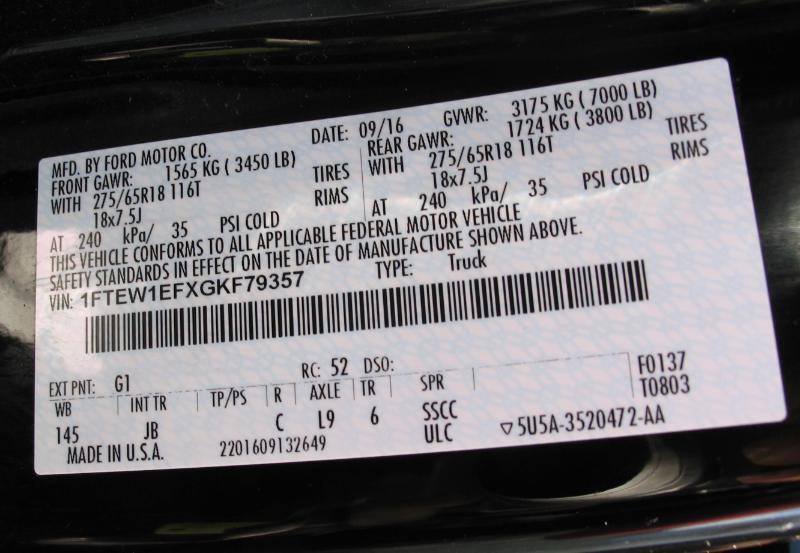 MFD. BY FORD MOTOR CO. DATE: 09/16 GVWR: 3175 KG ( 7000 LB)
FRONT GAWR: 1565 KG ( 3450 LB) REAR GAWR: 1724 KG ( 3800 LB)
WITH 275/65R18 116T TIRES WITH 275/65R18 116T TIRES
18x7.5J RIMS 18x7.5J RIMS
AT 240 kPa/ 35 PSI COLD AT 240 kPa/ 35 PSI COLD
THIS VEHICLE CONFORMS TO ALL APPLICABLE FEDERAL MOTOR VEHICLE
SAFETY STANDARDS IN EFFECT ON THE DATE OF MANUFACTURE SHOWN ABOVE.
VIN: 1FTEW1EFXGKF79357 TYPE: Truck
EXT PNT: G1 RC: 52 DSO: F0137
WB INT TR TP/PS R AXLE TR SPR T0803
145 JB C L9 6 SSCC
MADE IN U.S.A. 2201609132649 ULC ▽5U5A-3520472-AA